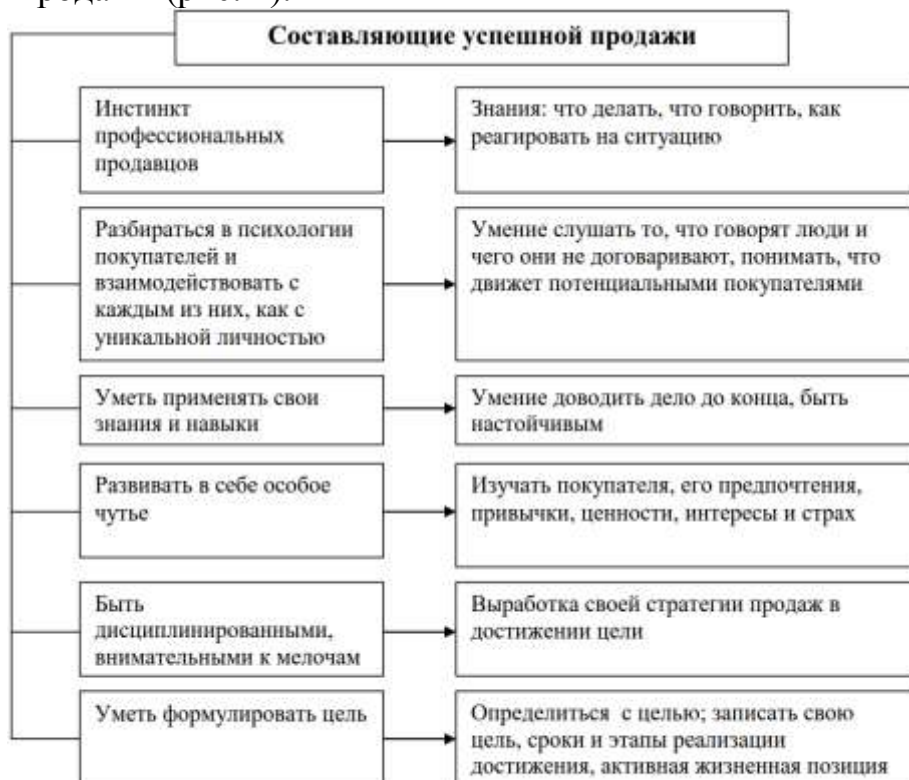 Составляющие успешной продажи
Инстинкт
профессиональных
продавцов
Знания: что делать, что говорить, как
реагировать на ситуацию
Разбираться в психологии
покупателей и
взаимодействовать с
каждым из них, как с
уникальной личностью
Умение слушать то, что говорят люди и
чего они не договаривают, понимать, что
движет потенциальными покупателями
Уметь применять свои
знания и навыки
Умение доводить дело до конца, быть
настойчивым
Развивать в себе особое
чутье
Изучать покупателя, его предпочтения,
привычки, ценности, интересы и страх
Быть
дисциплинированными,
внимательными к мелочам
Выработка своей стратегии продаж в
достижении цели
Уметь формулировать цель
Определиться с целью; записать свою
цель, сроки и этапы реализации
достижения, активная жизненная позиция